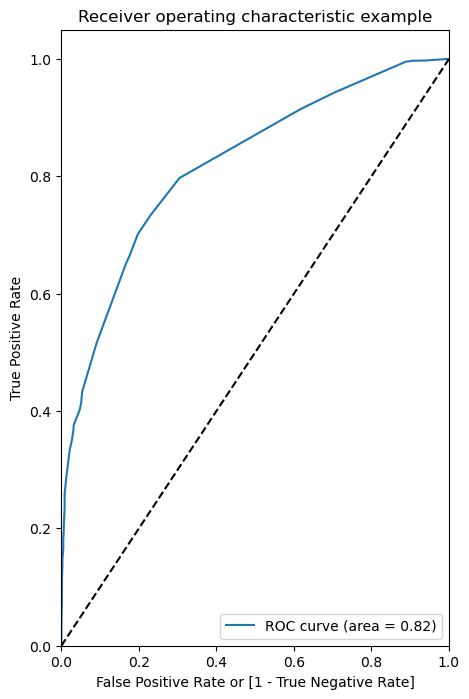 Receiver operating characteristic example
1.0
0.8
0.6
0.4
0.2
0.0
True Positive Rate
ROC curve (area = 0.82)
0.0 0.2 0.4 0.6 0.8 1.0
False Positive Rate or [1 - True Negative Rate]